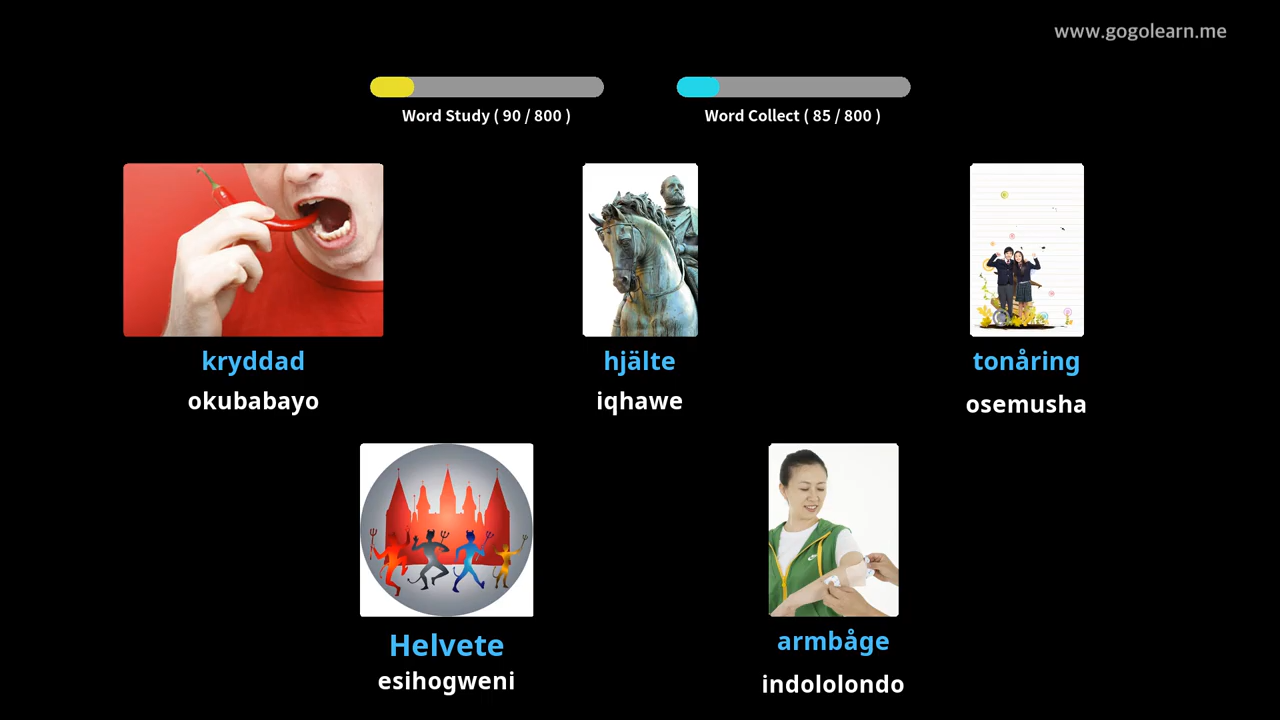 www.gogolearn.me
Word Study ( 90 / 800 )
Word Collect ( 85 / 800 )
kryddad
hjälte
tonåring
okubabayo
iqhawe
osemusha
Helvete
armbåge
esihogweni
indololondo